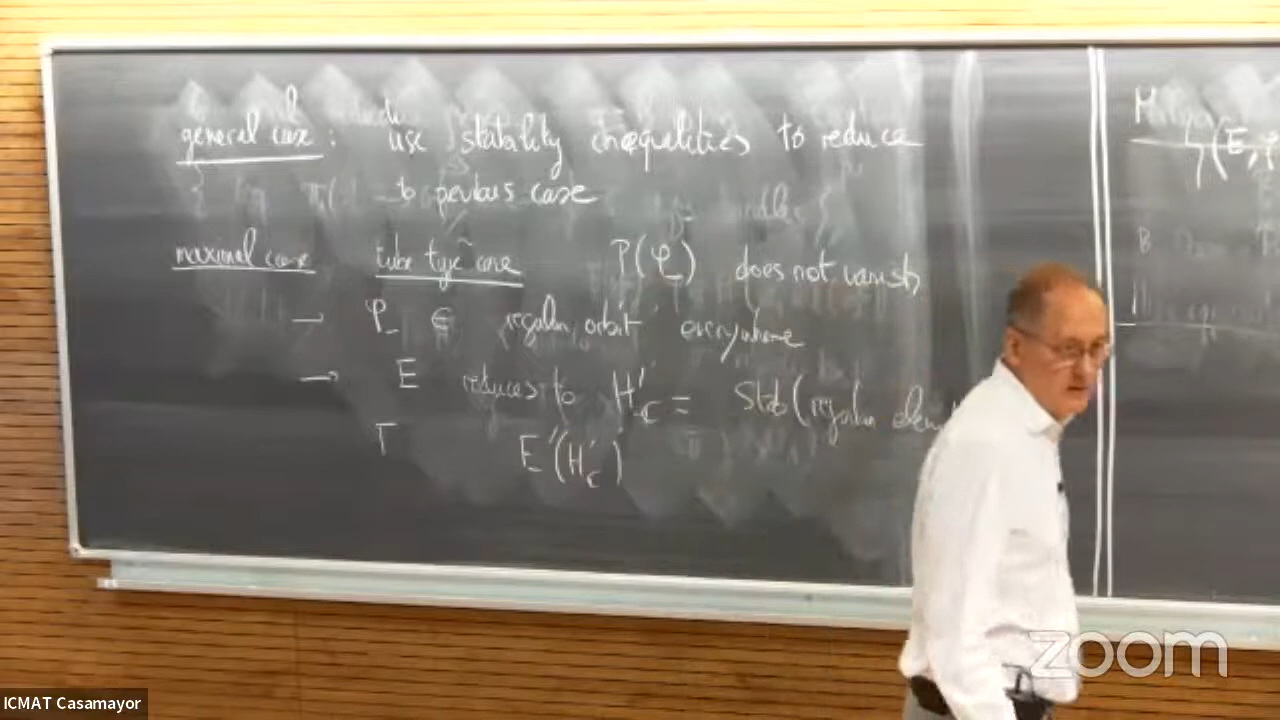 general case: use stability inequalities to reduce
to previous case
maximal case tube type case P(φ_) does not vanish
→ φ_ ∈ regular orbit everywhere
→ E reduces to H'_C = Stab(regular
E'(H'_C)
(E,
zoom
ICMAT Casamayor